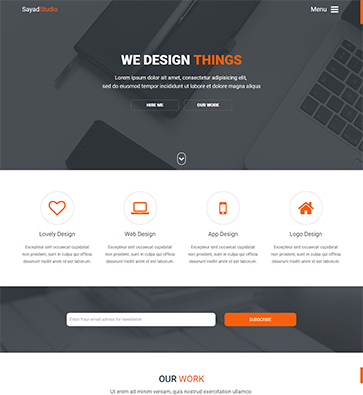 SayadStudio
Menu
WE DESIGN THINGS
Lorem ipsum dolor sit amet, consectetur adipisicing elit,
sed do eiusmod tempor incididunt ut labore et dolore magna aliqua
HIRE ME
OUR WORK
Lovely Design
Excepteur sint occaecat cupidatat
non proident, sunt in culpa qui officia
deserunt mollit anim id est laborum.
Web Design
Excepteur sint occaecat cupidatat
non proident, sunt in culpa qui officia
deserunt mollit anim id est laborum.
App Design
Excepteur sint occaecat cupidatat
non proident, sunt in culpa qui officia
deserunt mollit anim id est laborum.
Logo Design
Excepteur sint occaecat cupidatat
non proident, sunt in culpa qui officia
deserunt mollit anim id est laborum.
Enter Your email adress for newsletter
SUBSCRIBE
OUR WORK
Ut enim ad minim veniam, quis nostrud exercitation ullamco